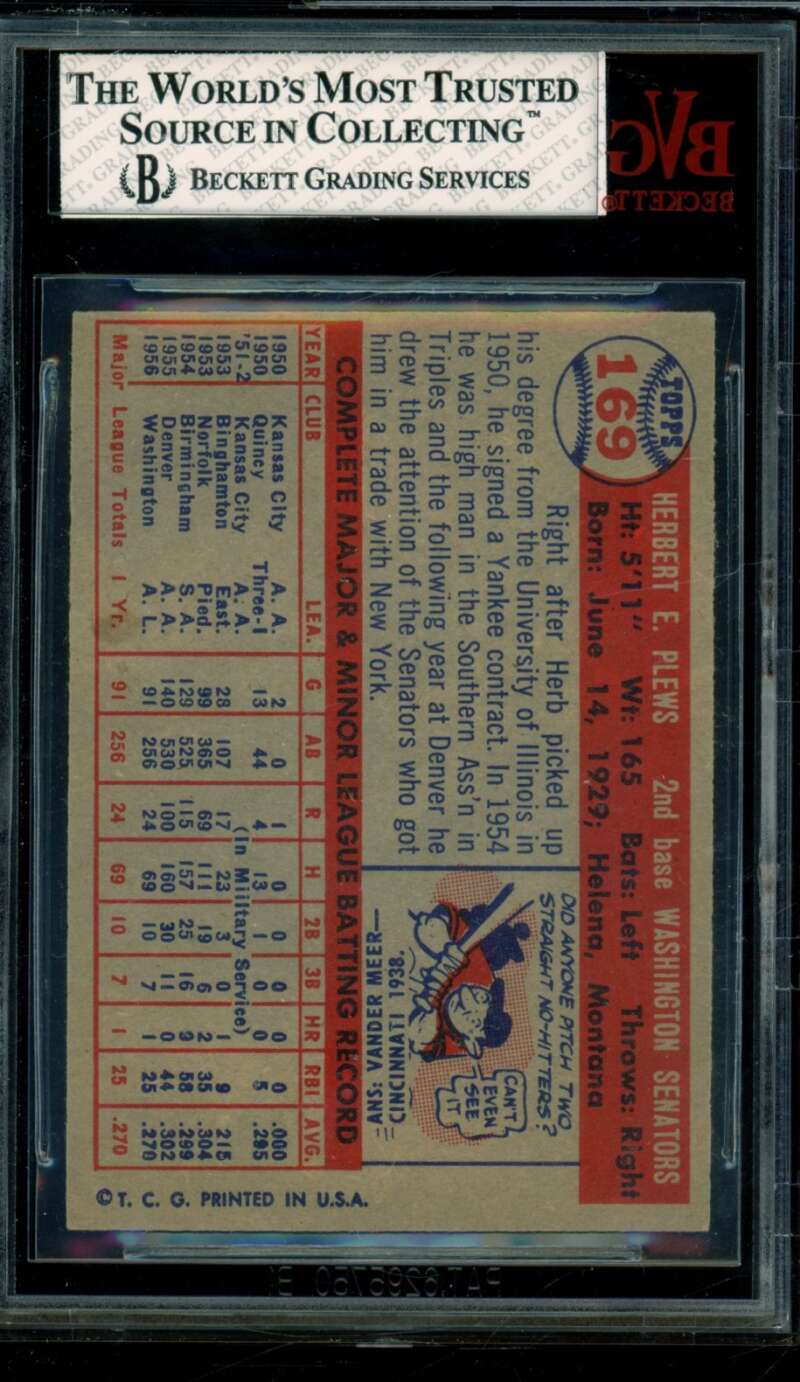 THE WORLD'S MOST TRUSTED
SOURCE IN COLLECTING™
B BECKETT GRADING SERVICES
BVG
BECKETT
TOPPS
169
HERBERT E. PLEWS 2nd base WASHINGTON SENATORS
Ht: 5'11" Wt: 165 Bats: Left Throws: Right
Born: June 14, 1929; Helena, Montana
Right after Herb picked up
his degree from the University of Illinois in
1950, he signed a Yankee contract. In 1954
he was high man in the Southern Ass'n in
Triples and the following year at Denver he
drew the attention of the Senators who got
him in a trade with New York.
DID ANYONE PITCH TWO
STRAIGHT NO-HITTERS?
CAN'T
EVEN
SEE
IT
ANS: VANDER MEER—
CINCINNATI 1938.
COMPLETE MAJOR & MINOR LEAGUE BATTING RECORD
YEAR CLUB LEA. G AB R H 2B 3B HR RBI AVG.
1950 Kansas City A. A. 2 0 1 0 0 0 0 0 .000
1950 Quincy Three-I 13 44 4 13 1 0 0 5 .295
'51-2 Kansas City A. A. (In Military Service)
1953 Binghamton East. 28 107 17 23 3 0 1 9 .215
1953 Norfolk Pied. 99 365 69 111 19 6 2 35 .304
1954 Birmingham S. A. 129 525 115 157 25 16 9 58 .299
1955 Denver A. A. 140 530 100 160 30 11 0 44 .302
1956 Washington A. L. 91 256 24 69 10 7 1 25 .270
Major League Totals 1 Yr. 91 256 24 69 10 7 1 25 .270
© T. C. G. PRINTED IN U.S.A.